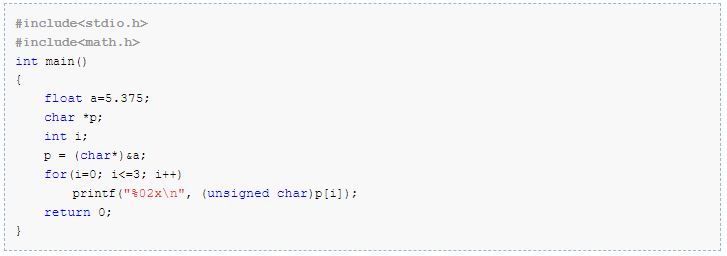 #include<stdio.h>
#include<math.h>
int main()
{
    float a=5.375;
    char *p;
    int i;
    p = (char*)&a;
    for(i=0; i<=3; i++)
        printf("%02x\n", (unsigned char)p[i]);
    return 0;
}